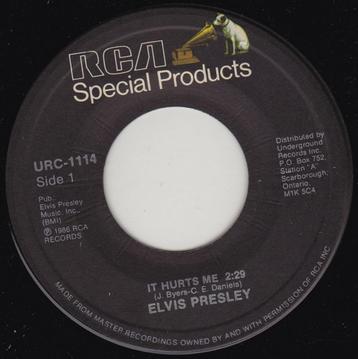 RCA
Special Products
URC-1114
Side 1
Pub.
Elvis Presley
Music. Inc.
(BMI)
℗ 1986 RCA
RECORDS
Distributed by
Underground
Records Inc.
P.O. Box 752,
Station "A"
Scarborough,
Ontario.
M1K 5C4
IT HURTS ME 2:29
(J. Byers-C. E. Daniels)
ELVIS PRESLEY
MADE FROM MASTER RECORDINGS OWNED BY AND WITH PERMISSION OF RCA INC